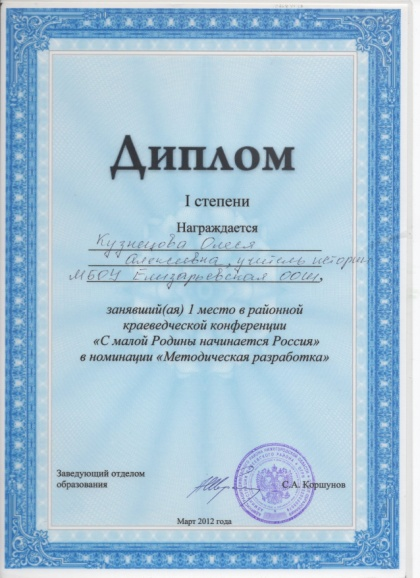 Диплом
I степени
Награждается
Кузнецова Олеся
Алексеевна, учитель истории
МБОУ Елизарьевская ООШ,
занявший(ая) 1 место в районной
краеведческой конференции
«С малой Родины начинается Россия»
в номинации «Методическая разработка»
Заведующий отделом
образования
С.А. Коршунов
Март 2012 года